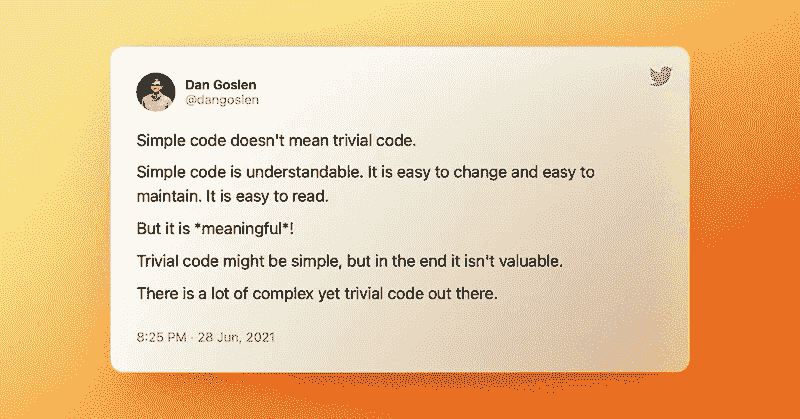 Dan Goslen
@dangoslen
Simple code doesn't mean trivial code.
Simple code is understandable. It is easy to change and easy to
maintain. It is easy to read.
But it is *meaningful*!
Trivial code might be simple, but in the end it isn't valuable.
There is a lot of complex yet trivial code out there.
8:25 PM · 28 Jun, 2021